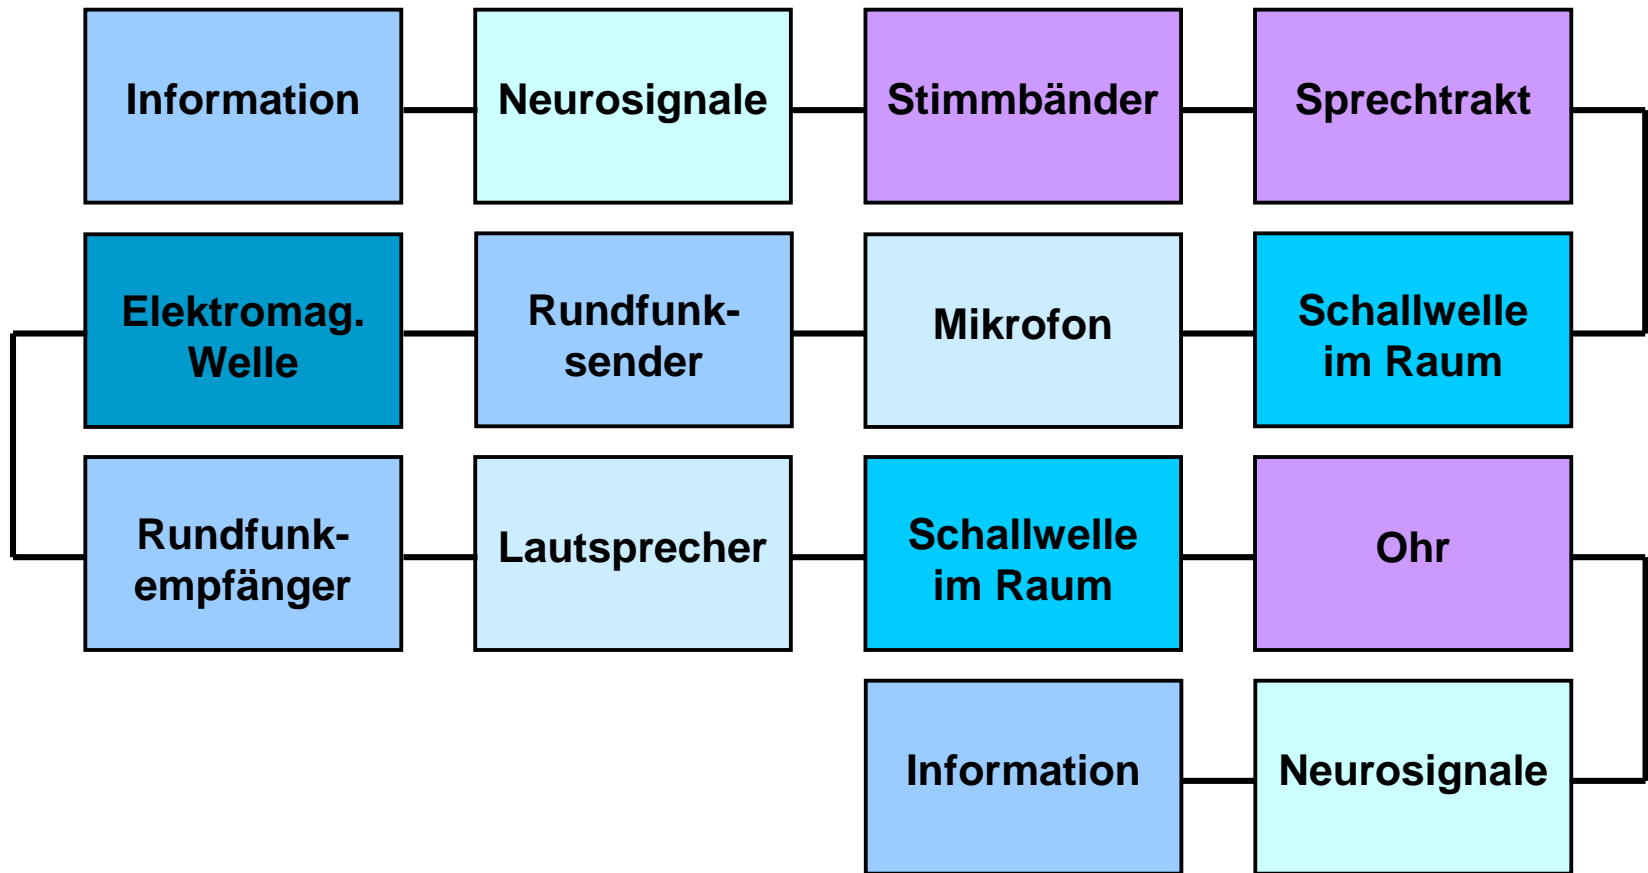 Information
Neurosignale
Stimmbänder
Sprechtrakt
Elektromag.
Welle
Rundfunk-
sender
Mikrofon
Schallwelle
im Raum
Rundfunk-
empfänger
Lautsprecher
Schallwelle
im Raum
Ohr
Information
Neurosignale